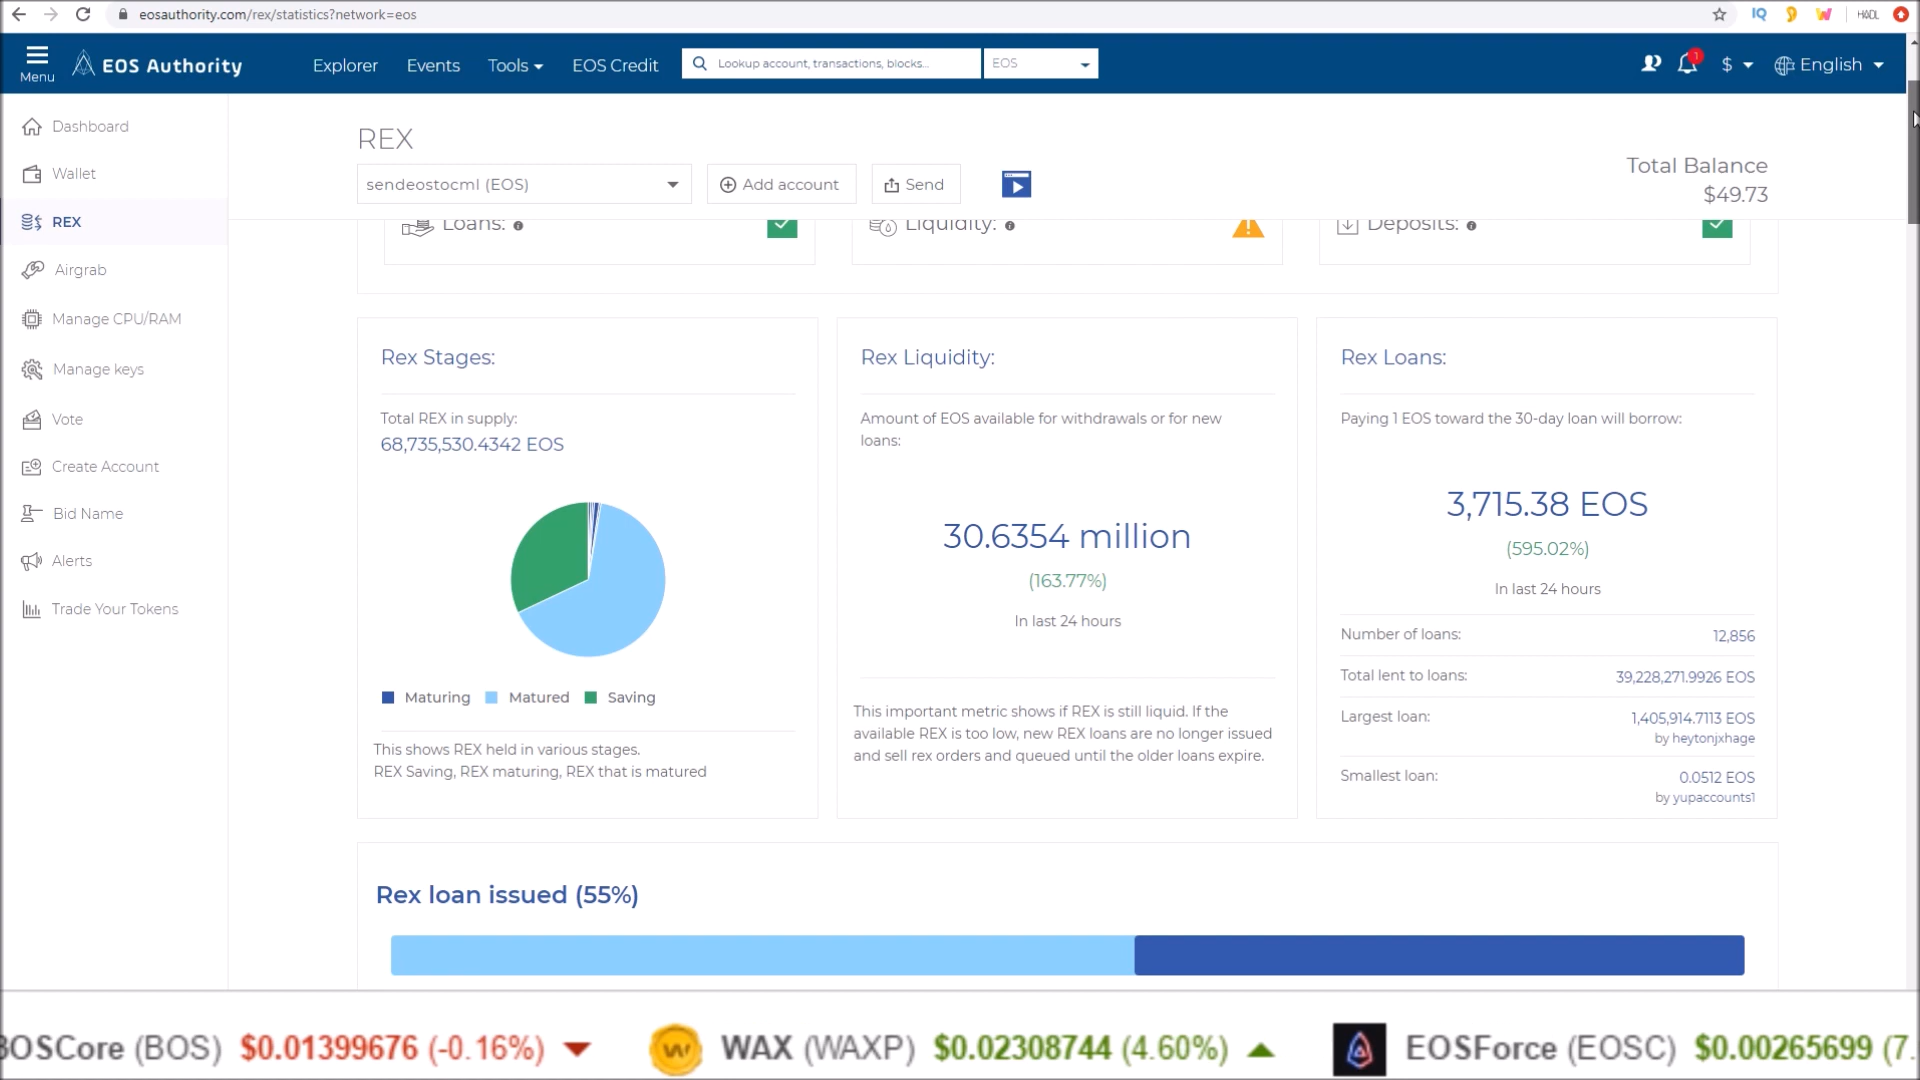 eosauthority.com/rex/statistics?network=eos
IQ
HADL
Menu
EOS Authority
Explorer
Events
Tools
EOS Credit
Lookup account, transactions, blocks...
EOS
1
$
English
Dashboard
Wallet
REX
Airgrab
Manage CPU/RAM
Manage keys
Vote
Create Account
Bid Name
Alerts
Trade Your Tokens
REX
sendeostocml (EOS)
Add account
Send
Total Balance
$49.73
Loans:
Liquidity:
Deposits:
Rex Stages:
Total REX in supply:
68,735,530.4342 EOS
Maturing
Matured
Saving
This shows REX held in various stages.
REX Saving, REX maturing, REX that is matured
Rex Liquidity:
Amount of EOS available for withdrawals or for new
loans:
30.6354 million
(163.77%)
In last 24 hours
This important metric shows if REX is still liquid. If the
available REX is too low, new REX loans are no longer issued
and sell rex orders and queued until the older loans expire.
Rex Loans:
Paying 1 EOS toward the 30-day loan will borrow:
3,715.38 EOS
(595.02%)
In last 24 hours
Number of loans: 12,856
Total lent to loans: 39,228,271.9926 EOS
Largest loan: 1,405,914.7113 EOS
by heytonjxhage
Smallest loan: 0.0512 EOS
by yupaccounts1
Rex loan issued (55%)
BOSCore (BOS) $0.01399676 (-0.16%)
WAX (WAXP) $0.02308744 (4.60%)
EOSForce (EOSC) $0.00265699 (7.